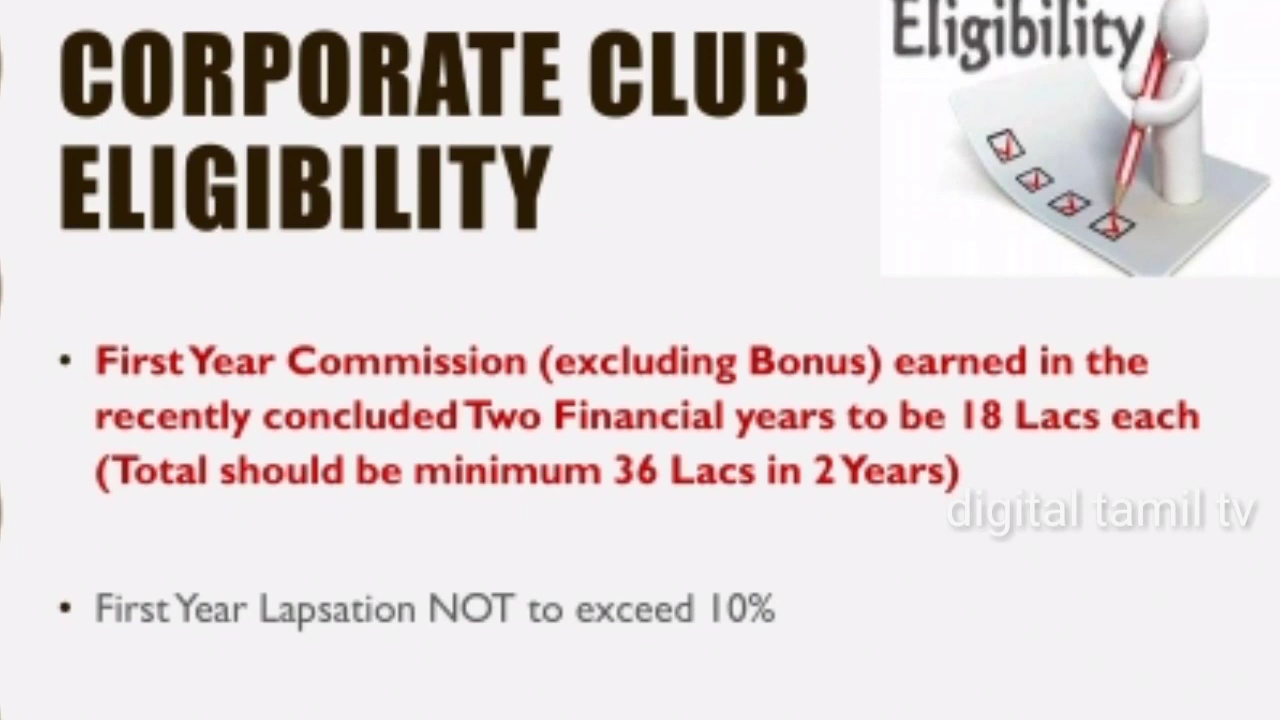 CORPORATE CLUB
ELIGIBILITY
Eligibility
• First Year Commission (excluding Bonus) earned in the
recently concluded Two Financial years to be 18 Lacs each
(Total should be minimum 36 Lacs in 2 Years)
digital tamil tv
• First Year Lapsation NOT to exceed 10%